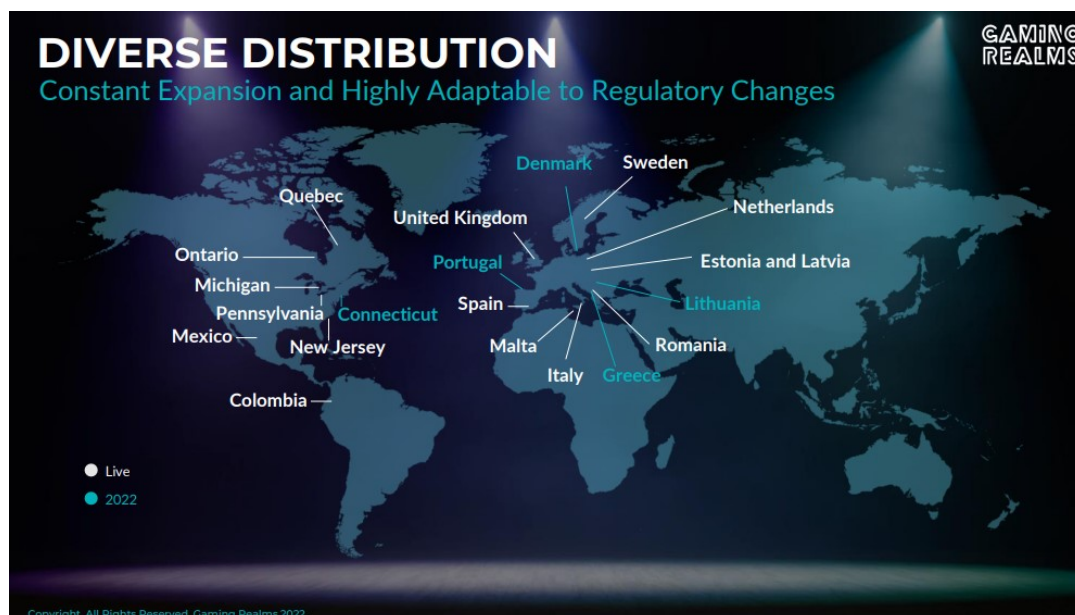 DIVERSE DISTRIBUTION
GAMING
REALMS
Constant Expansion and Highly Adaptable to Regulatory Changes
Denmark
Sweden
Quebec
United Kingdom
Netherlands
Ontario
Portugal
Estonia and Latvia
Michigan
Spain
Lithuania
Pennsylvania
Connecticut
Mexico
New Jersey
Malta
Romania
Italy
Greece
Colombia
Live
2022
Copyright. All Rights Reserved. Gaming Realms 2022